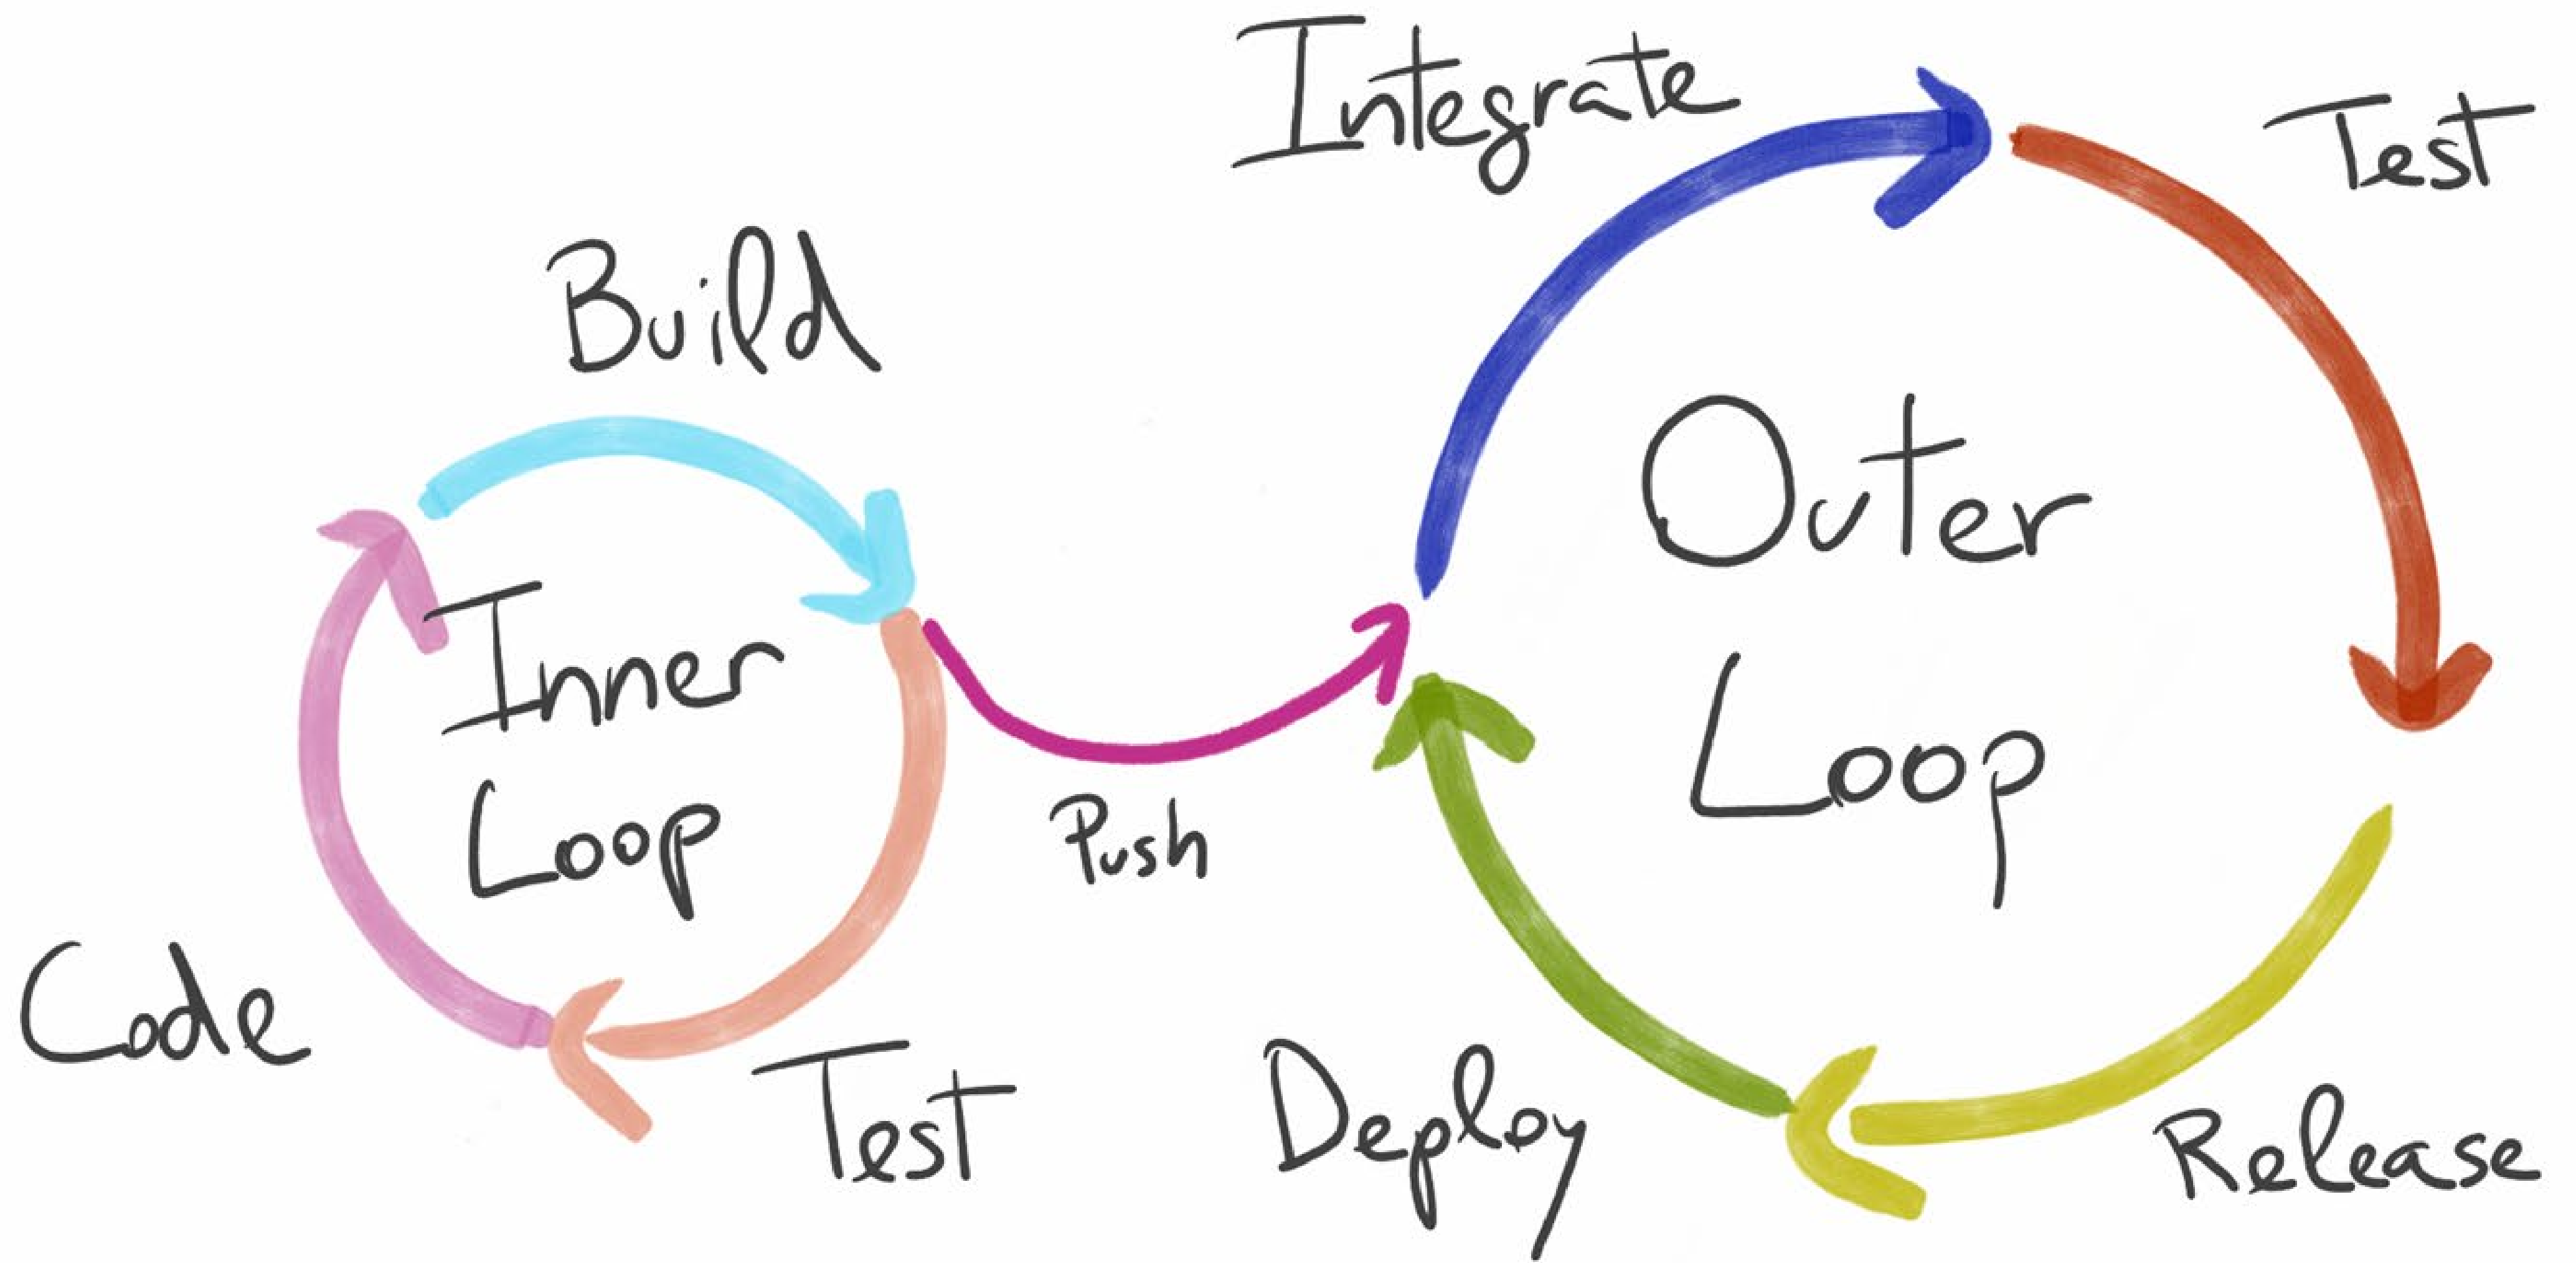 Integrate
Test
Build
Outer
Loop
Inner
Loop
Push
Code
Test
Deploy
Release